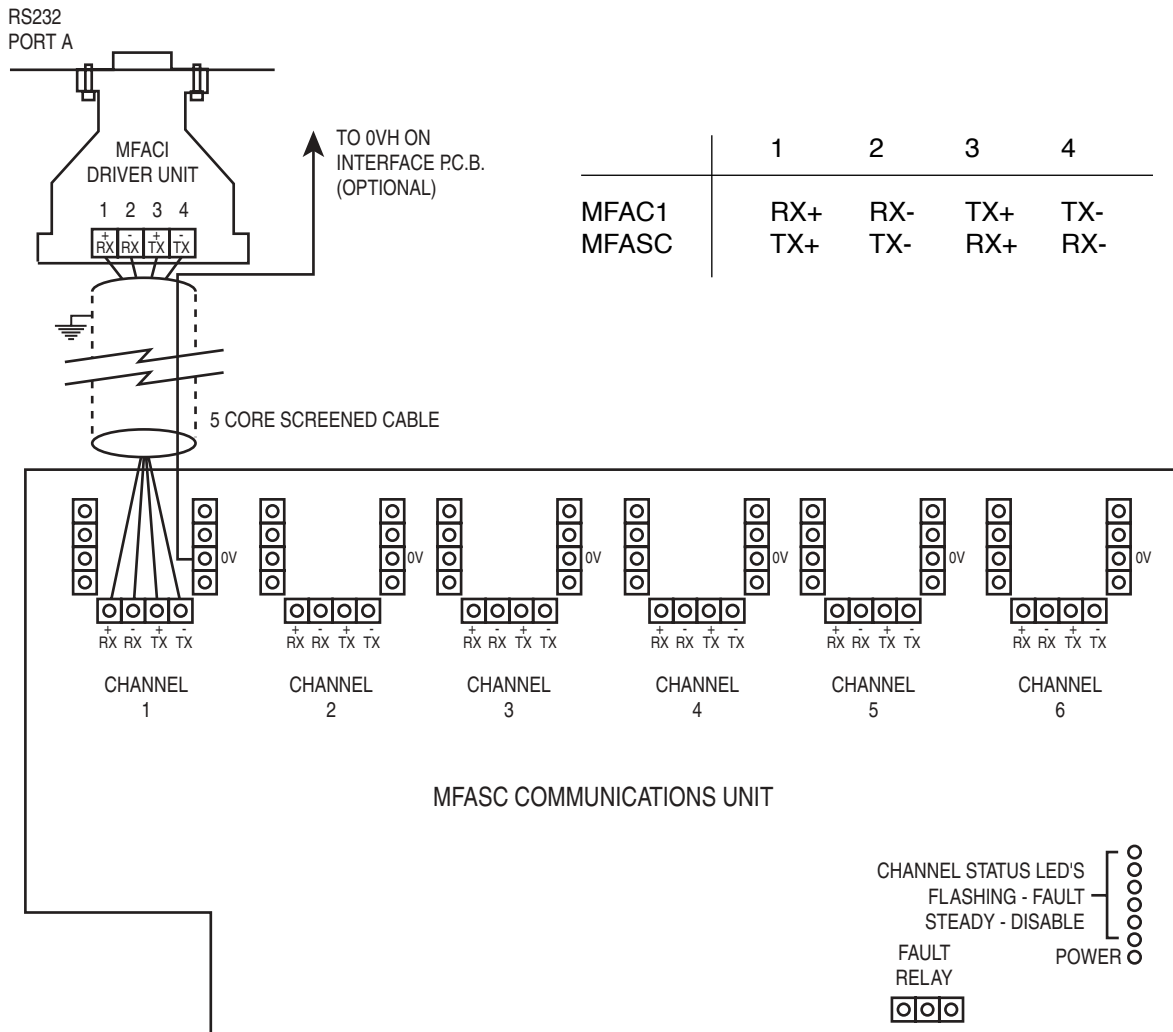 RS232
PORT A
MFACI
DRIVER UNIT
1 2 3 4
+ - + -
RX RX TX TX
TO 0VH ON
INTERFACE P.C.B.
(OPTIONAL)
1 2 3 4
MFAC1 RX+ RX- TX+ TX-
MFASC TX+ TX- RX+ RX-
5 CORE SCREENED CABLE
0V 0V 0V 0V 0V 0V
+ - + - + - + - + - + - + - + - + - + - + - + -
RX RX TX TX RX RX TX TX RX RX TX TX RX RX TX TX RX RX TX TX RX RX TX TX
CHANNEL CHANNEL CHANNEL CHANNEL CHANNEL CHANNEL
1 2 3 4 5 6
MFASC COMMUNICATIONS UNIT
CHANNEL STATUS LED'S
FLASHING - FAULT
STEADY - DISABLE
POWER
FAULT
RELAY